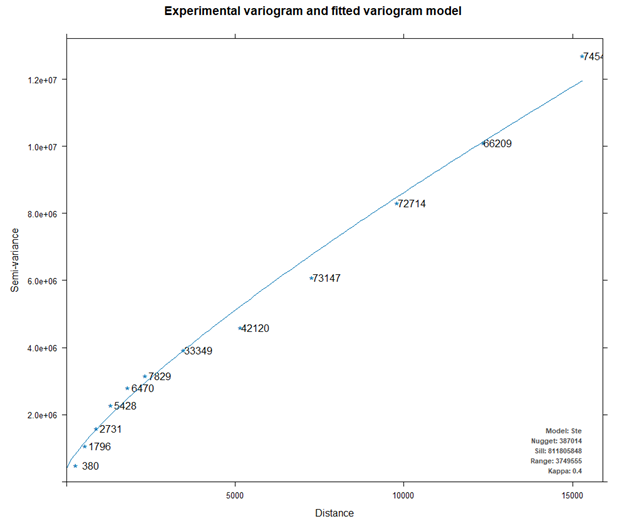 Experimental variogram and fitted variogram model
1.2e+07
1.0e+07
8.0e+06
6.0e+06
4.0e+06
2.0e+06
Semi-variance
7454
66209
72714
73147
42120
33349
7829
6470
5428
2731
1796
380
Model: Ste
Nugget: 387014
Sill: 811805848
Range: 3749555
Kappa: 0.4
5000
10000
15000
Distance